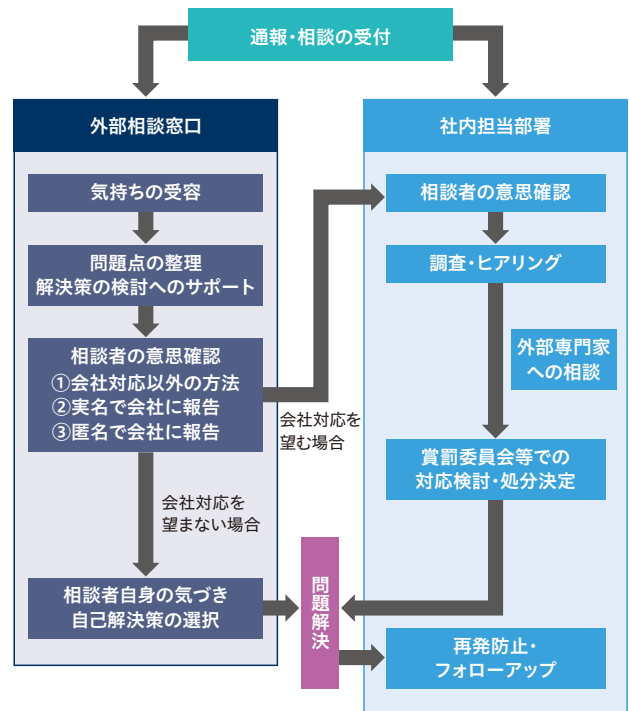 通報・相談の受付
外部相談窓口
気持ちの受容
問題点の整理
解決策の検討へのサポート
相談者の意思確認
①会社対応以外の方法
②実名で会社に報告
③匿名で会社に報告
会社対応を
望む場合
会社対応を
望まない場合
相談者自身の気づき
自己解決策の選択
社内担当部署
相談者の意思確認
調査・ヒアリング
外部専門家
への相談
賞罰委員会等での
対応検討・処分決定
問題解決
再発防止・
フォローアップ